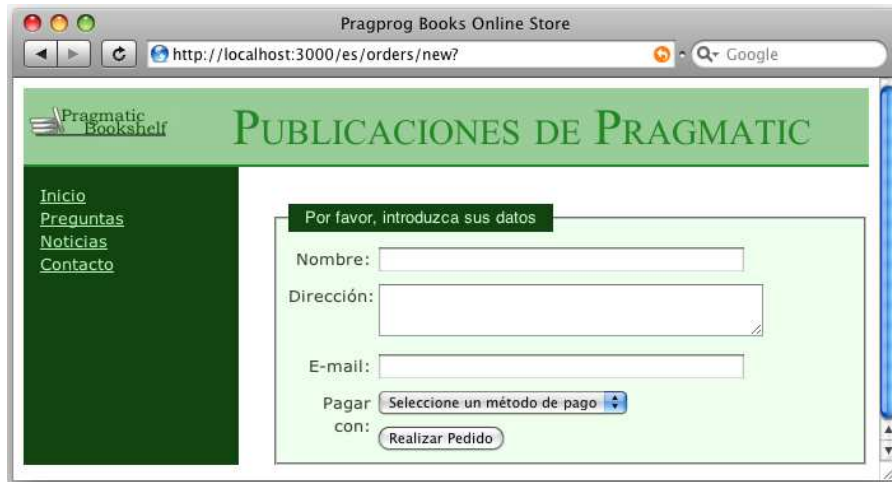 Pragprog Books Online Store
http://localhost:3000/es/orders/new?
Google
Pragmatic
Bookshelf
PUBLICACIONES DE PRAGMATIC
Inicio
Preguntas
Noticias
Contacto
Por favor, introduzca sus datos
Nombre:
Dirección:
E-mail:
Pagar con:
Seleccione un método de pago
Realizar Pedido